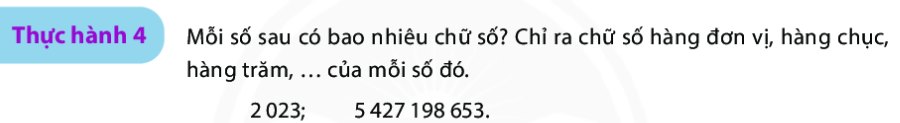 Thực hành 4
Mỗi số sau có bao nhiêu chữ số? Chỉ ra chữ số hàng đơn vị, hàng chục,
hàng trăm, … của mỗi số đó.
2 023; 5 427 198 653.